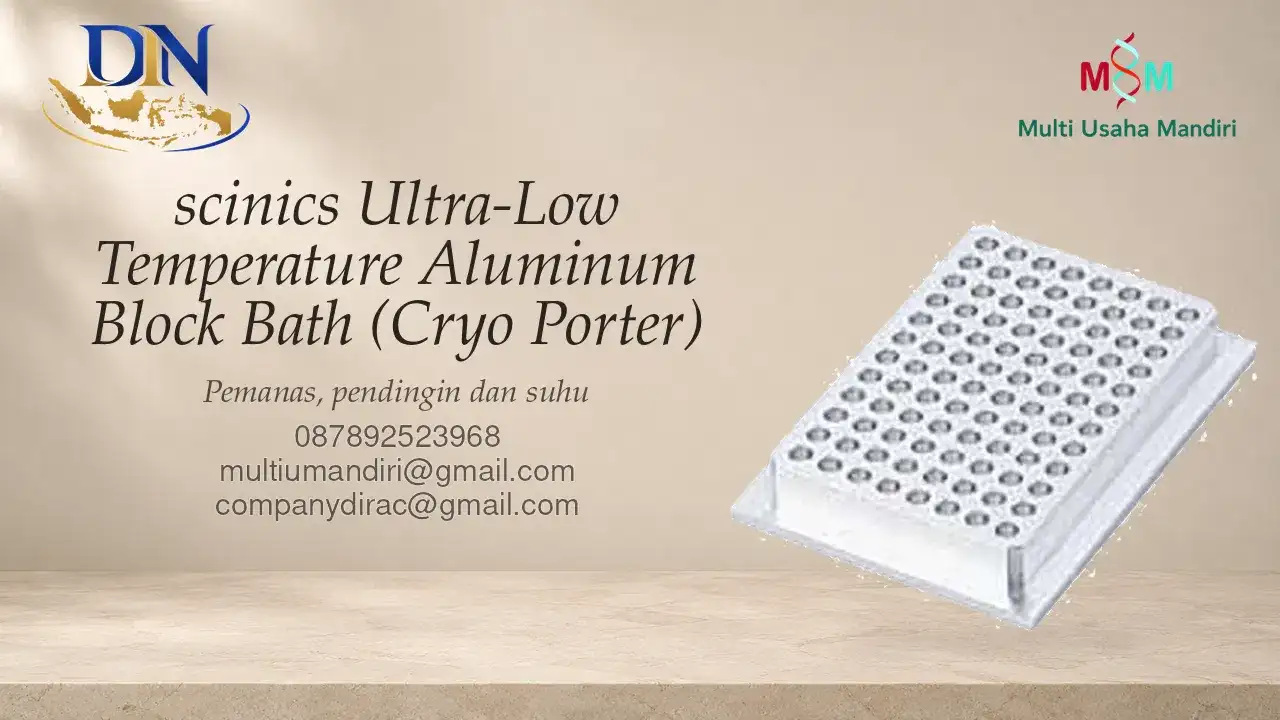 DN
M M
Multi Usaha Mandiri
scinics Ultra-Low
Temperature Aluminum
Block Bath (Cryo Porter)
Pemanas, pendingin dan suhu
087892523968
multiumandiri@gmail.com
companydirac@gmail.com